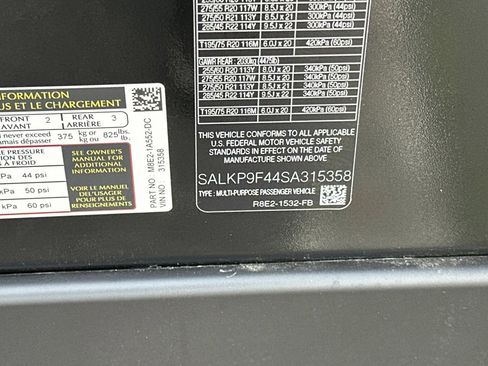 INFORMATION
US ET LE CHARGEMENT
FRONT 2 REAR 3
AVANT ARRIÈRE
never exceed 375 kg or 825 lbs.
mais dépasser kg ou lb.
SEE OWNER'S
MANUAL FOR
ADDITIONAL
INFORMATION
kPa 44 psi
kPa 50 psi
kPa 60 psi
VOIR LE MANUEL
DE L'USAGER
POUR PLUS DE
RENSEIGNEMENTS
PART NO. M8E2-1A552-DC
VIN NO 315358
275/55 R20 117W 8.5J x 20 300kPa (44psi)
275/50 R21 113Y 8.5J x 21 300kPa (44psi)
285/45 R22 114Y 9.5J x 22 300kPa (44psi)
T195/75 R20 116M 6.0J x 20 420kPa (60psi)
GAWR REAR: 2030kg (4475lb)
255/60 R20 113Y 8.0J x 20 340kPa (50psi)
275/55 R20 117W 8.5J x 20 340kPa (50psi)
275/50 R21 113Y 8.5J x 21 340kPa (50psi)
285/45 R22 114Y 9.5J x 22 340kPa (50psi)
T195/75 R20 116M 6.0J x 20 420kPa (60psi)
THIS VEHICLE CONFORMS TO ALL APPLICABLE
U.S. FEDERAL MOTOR VEHICLE SAFETY STANDARDS
IN EFFECT ON THE DATE OF
MANUFACTURE SHOWN ABOVE
SALKP9F44SA315358
TYPE : MULTI-PURPOSE PASSENGER VEHICLE
R8E2-1532-FB